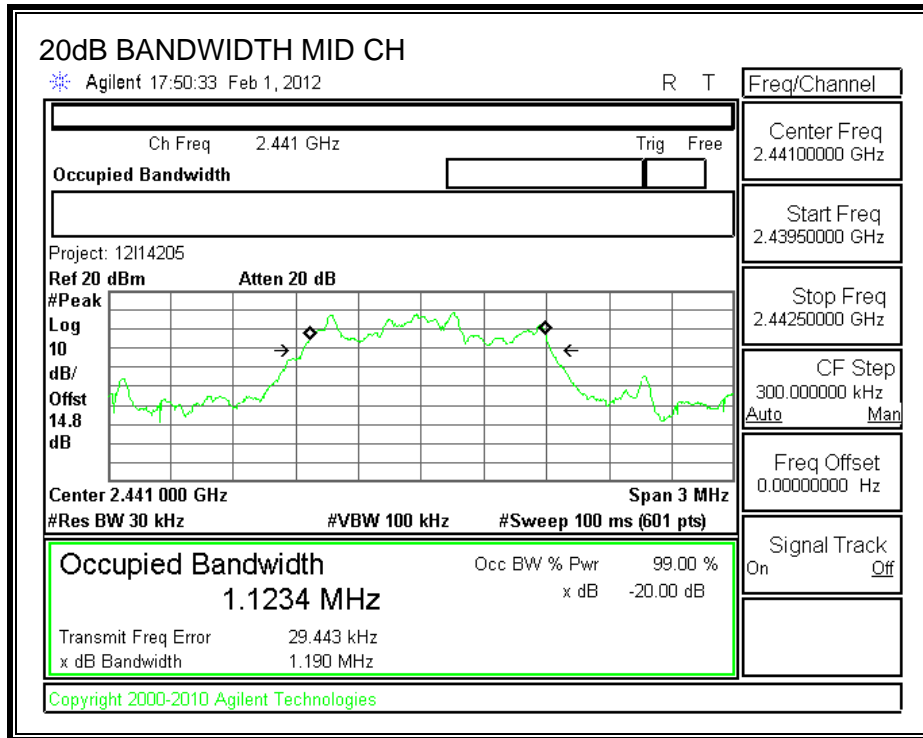 20dB BANDWIDTH MID CH
Agilent 17:50:33 Feb 1, 2012 R T
Ch Freq 2.441 GHz Trig Free
Occupied Bandwidth
Project: 12I14205
Ref 20 dBm Atten 20 dB
#Peak
Log
10
dB/
Offst
14.8
dB
Center 2.441 000 GHz Span 3 MHz
#Res BW 30 kHz #VBW 100 kHz #Sweep 100 ms (601 pts)
Occupied Bandwidth Occ BW % Pwr 99.00 %
1.1234 MHz x dB -20.00 dB
Transmit Freq Error 29.443 kHz
x dB Bandwidth 1.190 MHz
Copyright 2000-2010 Agilent Technologies
Freq/Channel
Center Freq
2.44100000 GHz
Start Freq
2.43950000 GHz
Stop Freq
2.44250000 GHz
CF Step
300.000000 kHz
Auto Man
Freq Offset
0.00000000 Hz
Signal Track
On Off